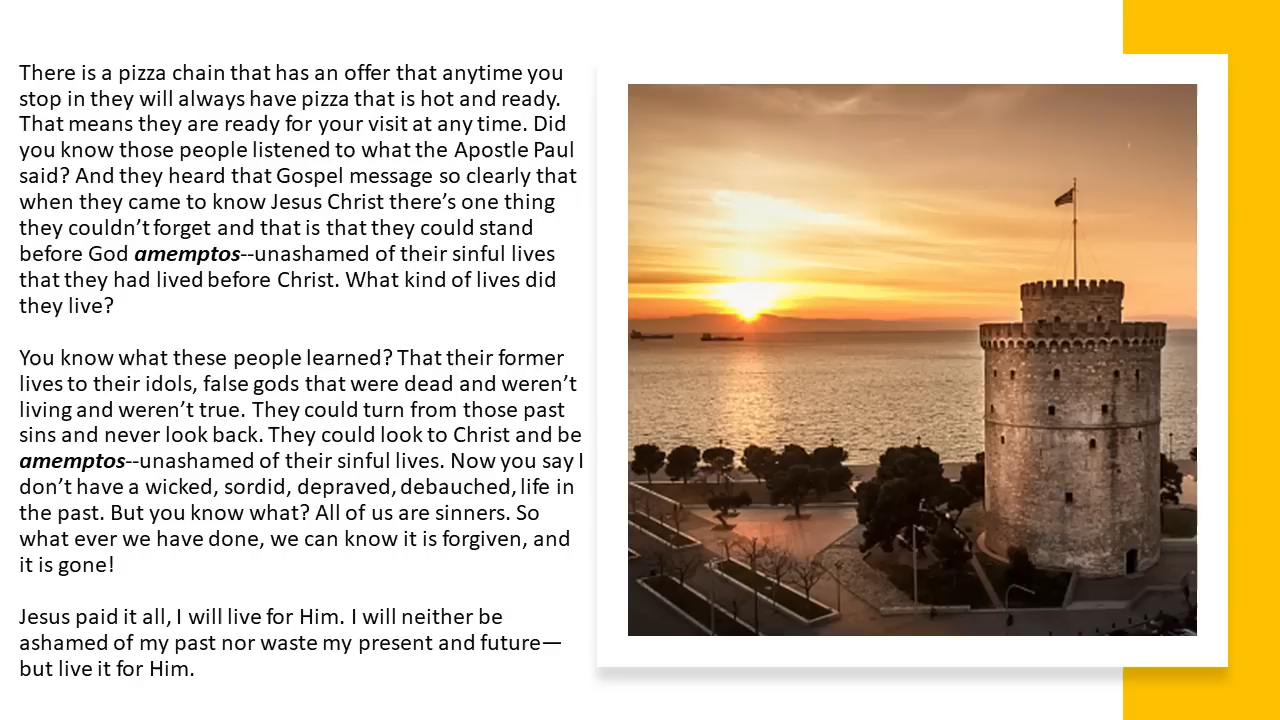 There is a pizza chain that has an offer that anytime you
stop in they will always have pizza that is hot and ready.
That means they are ready for your visit at any time. Did
you know those people listened to what the Apostle Paul
said? And they heard that Gospel message so clearly that
when they came to know Jesus Christ there’s one thing
they couldn’t forget and that is that they could stand
before God amemptos--unashamed of their sinful lives
that they had lived before Christ. What kind of lives did
they live?
You know what these people learned? That their former
lives to their idols, false gods that were dead and weren’t
living and weren’t true. They could turn from those past
sins and never look back. They could look to Christ and be
amemptos--unashamed of their sinful lives. Now you say I
don’t have a wicked, sordid, depraved, debauched, life in
the past. But you know what? All of us are sinners. So
what ever we have done, we can know it is forgiven, and
it is gone!
Jesus paid it all, I will live for Him. I will neither be
ashamed of my past nor waste my present and future—
but live it for Him.